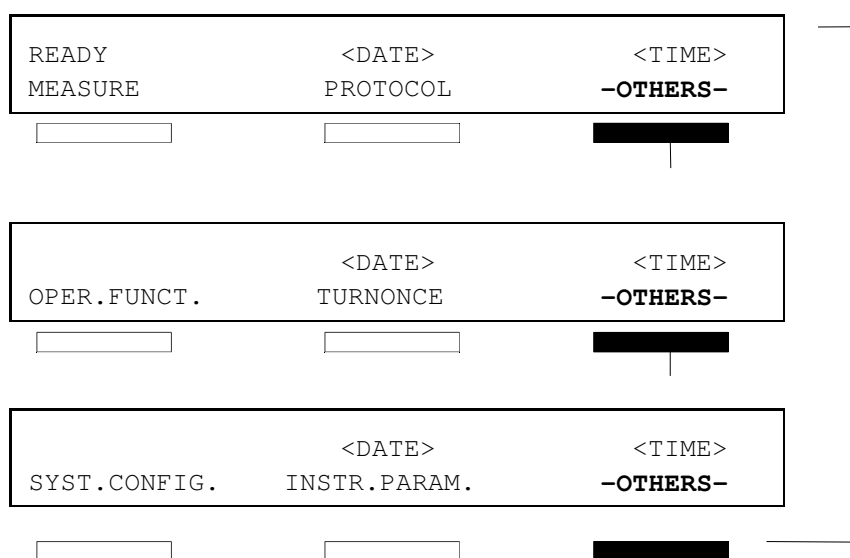 READY <DATE> <TIME>
MEASURE PROTOCOL –OTHERS–
<DATE> <TIME>
OPER.FUNCT. TURNONCE –OTHERS–
<DATE> <TIME>
SYST.CONFIG. INSTR.PARAM. –OTHERS–